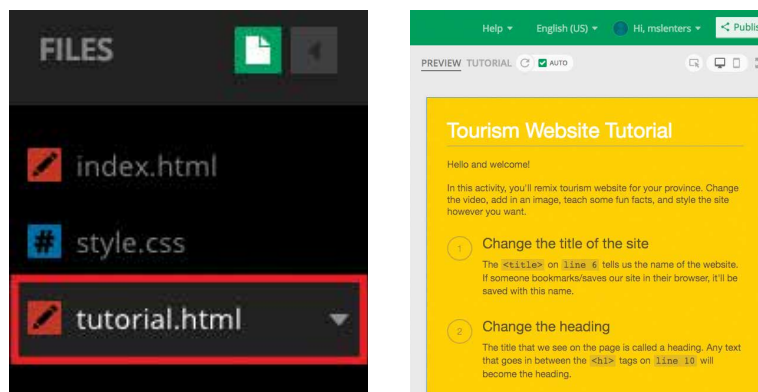 FILES
index.html
# style.css
tutorial.html
Help English (US) Hi, mslenters
PREVIEW TUTORIAL AUTO
Tourism Website Tutorial
Hello and welcome!
In this activity, you'll remix tourism website for your province. Change
the video, add in an image, teach some fun facts, and style the site
however you want.
1 Change the title of the site
The <title> on line 6 tells us the name of the website.
If someone bookmarks/saves our site in their browser, it'll be
saved with this name.
2 Change the heading
The title that we see on the page is called a heading. Any text
that goes in between the <h1> tags on line 10 will
become the heading.